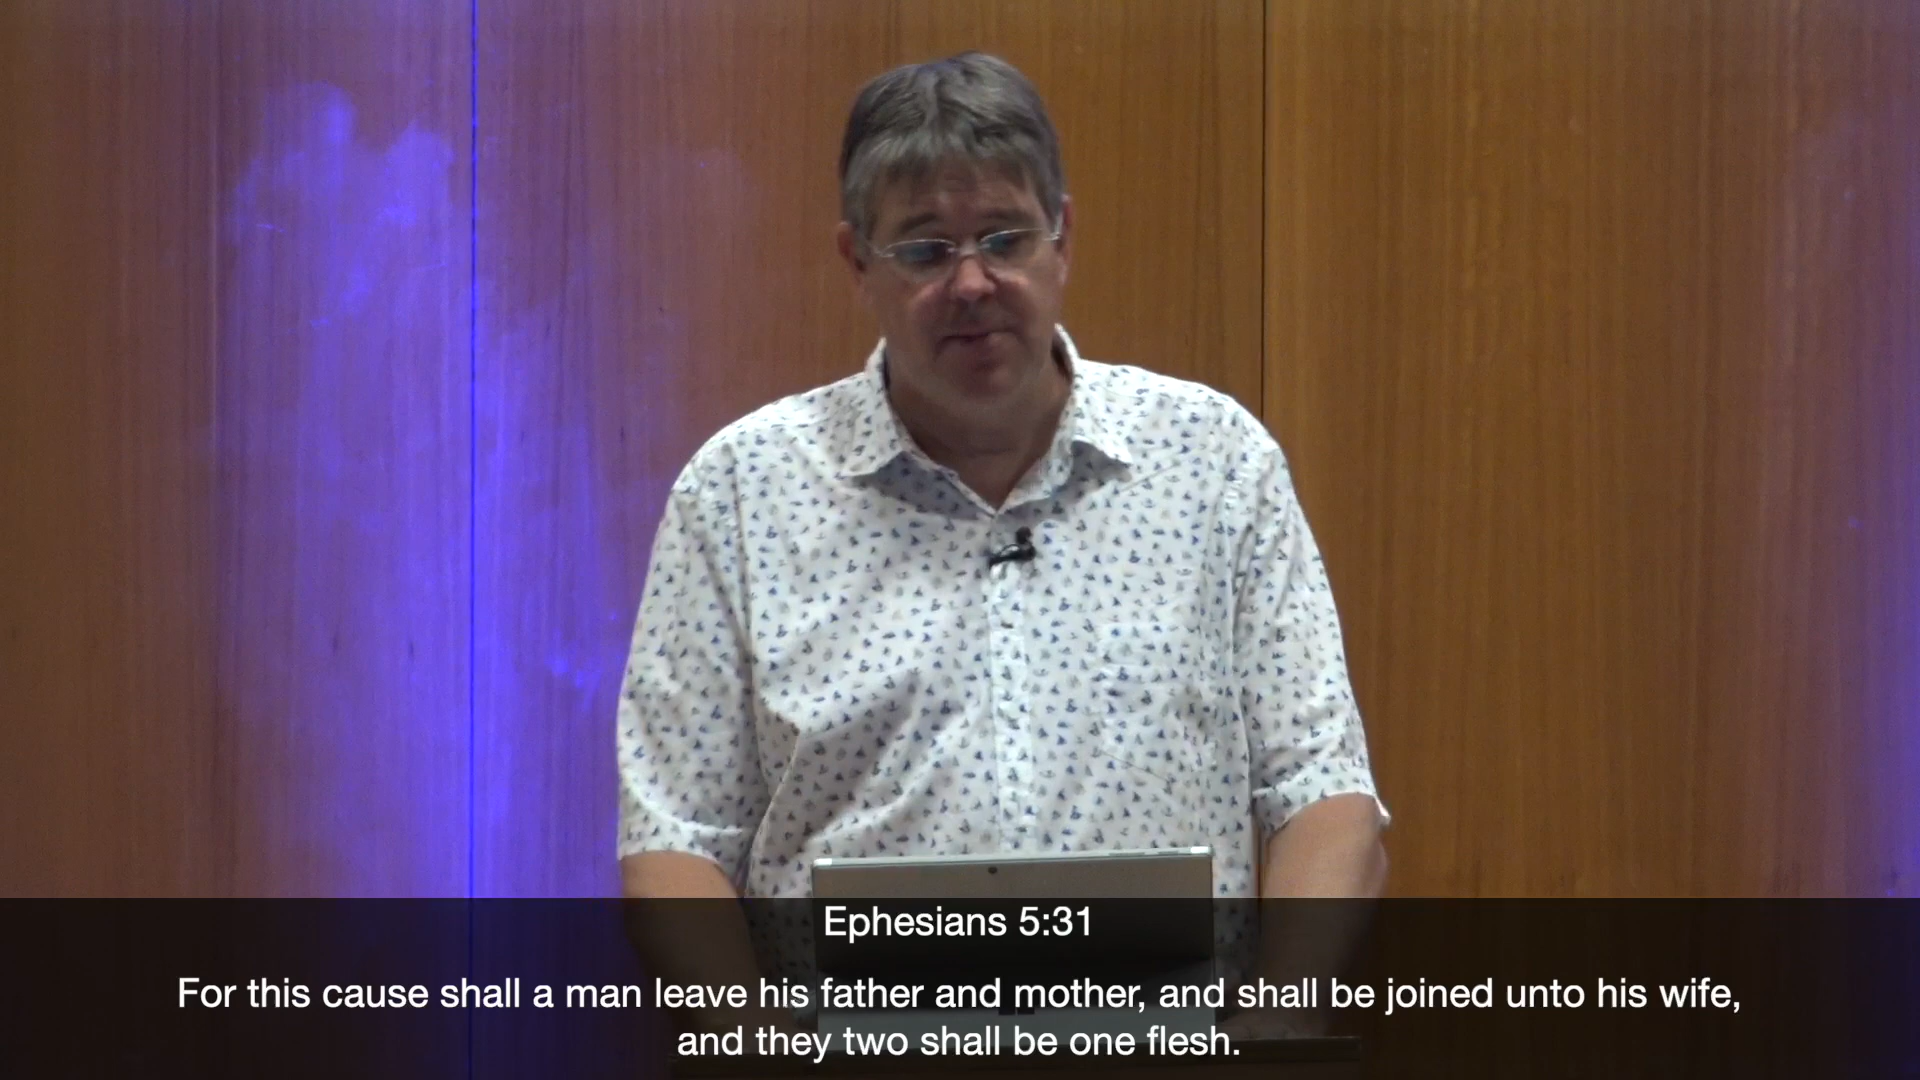 Ephesians 5:31
For this cause shall a man leave his father and mother, and shall be joined unto his wife,
and they two shall be one flesh.